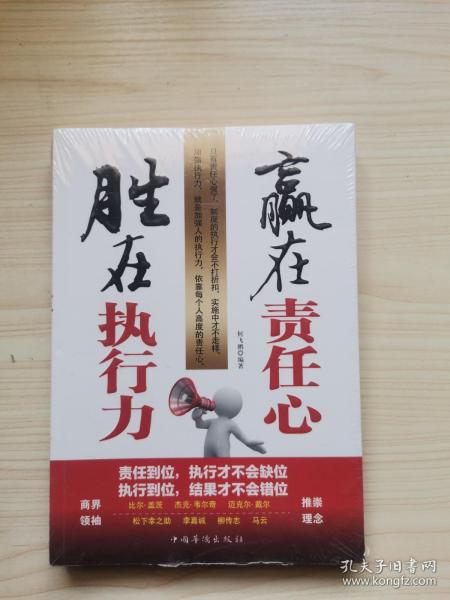 赢在
责任心
胜在
执行力
何飞鹏◎编著
只有责任心强了，制度的执行才会不打折扣，实施中才不走样。
加强执行力，就是加强人的执行力，依靠每个人高度的责任心。
责任到位，执行才不会缺位
执行到位，结果才不会错位
商界
领袖
比尔·盖茨 杰克·韦尔奇 迈克尔·戴尔
松下幸之助 李嘉诚 柳传志 马云
推崇
理念
中国华侨出版社
孔夫子旧书网